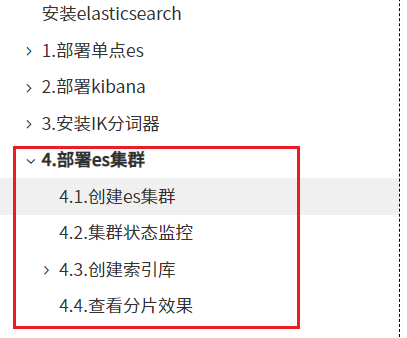 安装elasticsearch
1.部署单点es
2.部署kibana
3.安装IK分词器
4.部署es集群
4.1.创建es集群
4.2.集群状态监控
4.3.创建索引库
4.4.查看分片效果